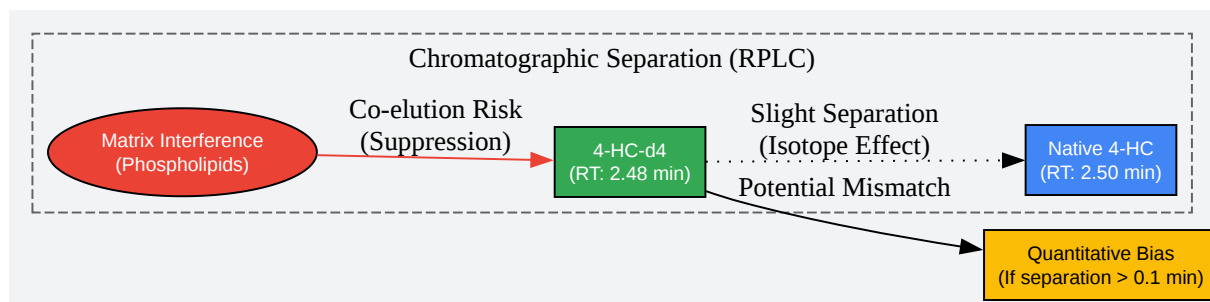 Chromatographic Separation (RPLC)
Matrix Interference
(Phospholipids)
Co-elution Risk
(Suppression)
4-HC-d4
(RT: 2.48 min)
Slight Separation
(Isotope Effect)
Native 4-HC
(RT: 2.50 min)
Potential Mismatch
Quantitative Bias
(If separation > 0.1 min)